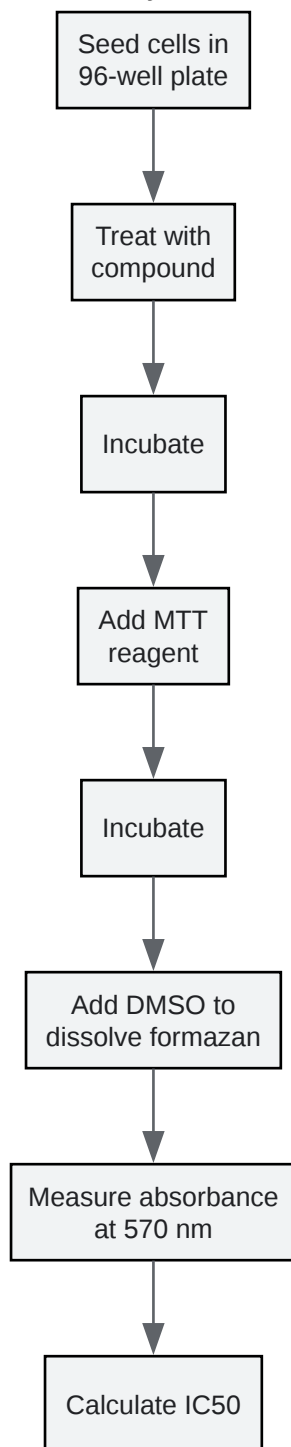 Seed cells in
96-well plate
Treat with
compound
Incubate
Add MTT
reagent
Incubate
Add DMSO to
dissolve formazan
Measure absorbance
at 570 nm
Calculate IC50